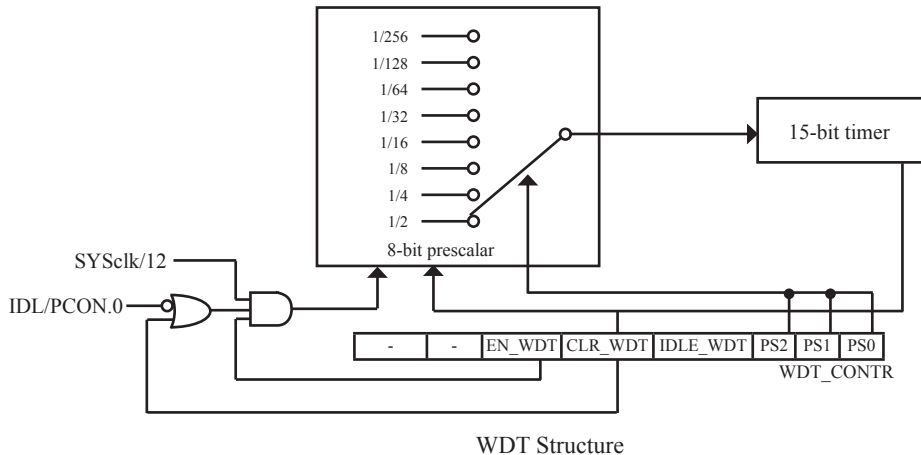 1/256
1/128
1/64
1/32
1/16
1/8
1/4
1/2
8-bit prescalar
15-bit timer
SYSclk/12
IDL/PCON.0
- - EN_WDT CLR_WDT IDLE_WDT PS2 PS1 PS0
WDT_CONTR
WDT Structure